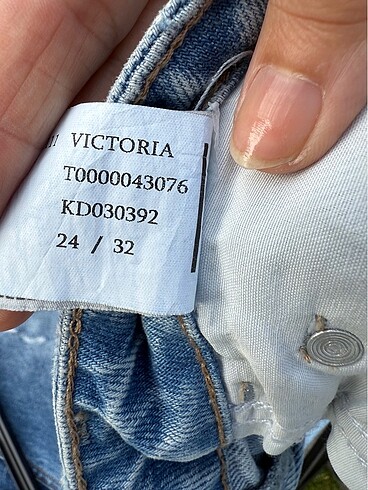 VICTORIA
T0000043076
KD030392
24 / 32